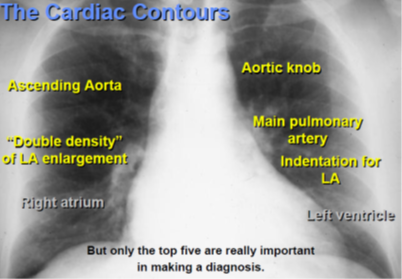 The Cardiac Contours
Aortic knob
Ascending Aorta
Main pulmonary
artery
"Double density"
of LA enlargement
Indentation for
LA
Right atrium
Left ventricle
But only the top five are really important
in making a diagnosis.